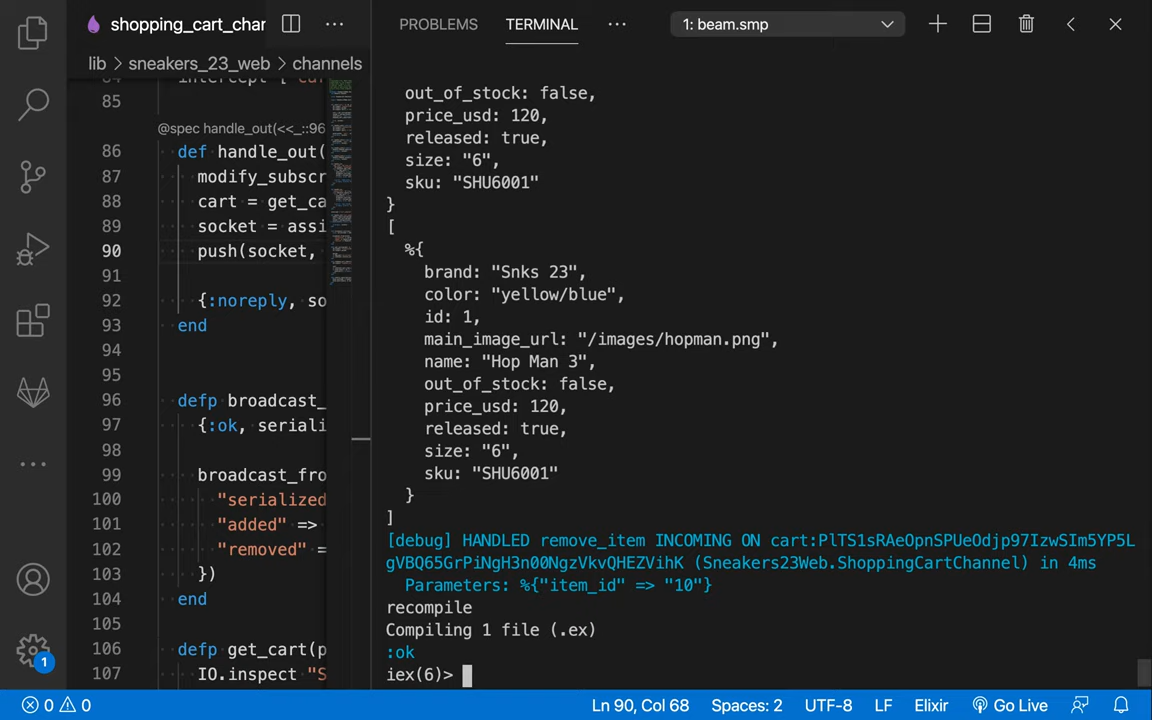 shopping_cart_char
PROBLEMS
TERMINAL
1: beam.smp
lib > sneakers_23_web > channels
85
@spec handle_out(<<_::96
86 def handle_out(
87 modify_subscr
88 cart = get_ca
89 socket = assi
90 push(socket,
91
92 {:noreply, so
93 end
94
95
96 defp broadcast_
97 {:ok, seriali
98
99 broadcast_fro
100 "serialized
101 "added" =>
102 "removed" =
103 })
104 end
105
106 defp get_cart(p
107 IO.inspect "S
out_of_stock: false,
price_usd: 120,
released: true,
size: "6",
sku: "SHU6001"
}
[
%{
brand: "Snks 23",
color: "yellow/blue",
id: 1,
main_image_url: "/images/hopman.png",
name: "Hop Man 3",
out_of_stock: false,
price_usd: 120,
released: true,
size: "6",
sku: "SHU6001"
}
]
[debug] HANDLED remove_item INCOMING ON cart:PlTS1sRAeOpnSPUeOdjp97IzwSIm5YP5L
gVBQ65GrPiNgH3n00NgzVkvQHEZVihK (Sneakers23Web.ShoppingCartChannel) in 4ms
Parameters: %{"item_id" => "10"}
recompile
Compiling 1 file (.ex)
:ok
iex(6)>
1
0 0
Ln 90, Col 68
Spaces: 2
UTF-8
LF
Elixir
Go Live